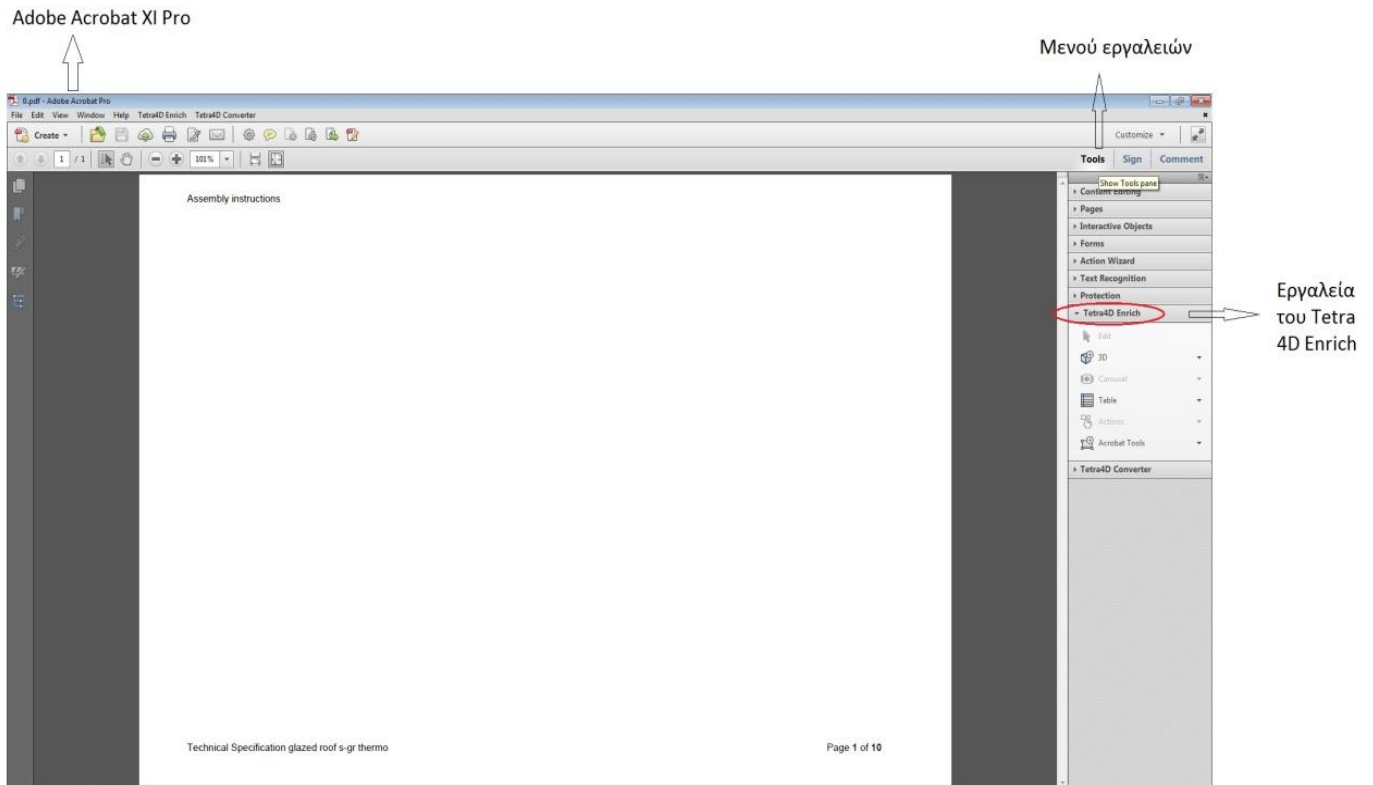 Adobe Acrobat XI Pro
Μενού εργαλειών
0.pdf - Adobe Acrobat Pro
File Edit View Window Help Tetra4D Enrich Tetra4D Converter
Create Customize
1 / 1 101% Tools Sign Comment
Show Tools pane
Assembly instructions
Content Editing
Pages
Interactive Objects
Forms
Action Wizard
Text Recognition
Protection
Tetra4D Enrich
Εργαλεία
του Tetra
4D Enrich
Edit
3D
Carousel
Table
Actions
Acrobat Tools
Tetra4D Converter
Technical Specification glazed roof s-gr thermo Page 1 of 10